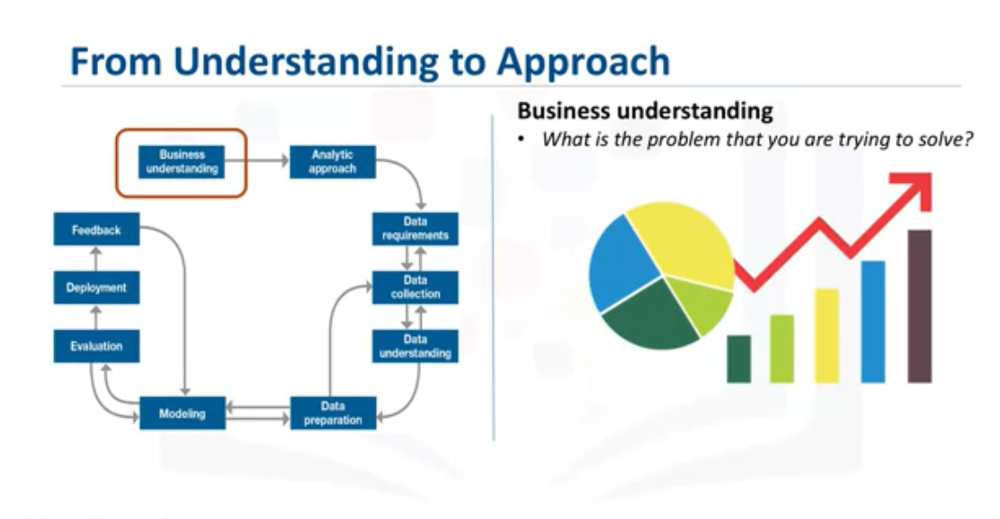 From Understanding to Approach
Business understanding
• What is the problem that you are trying to solve?
Business
understanding
Analytic
approach
Data
requirements
Data
collection
Data
understanding
Data
preparation
Modeling
Evaluation
Deployment
Feedback